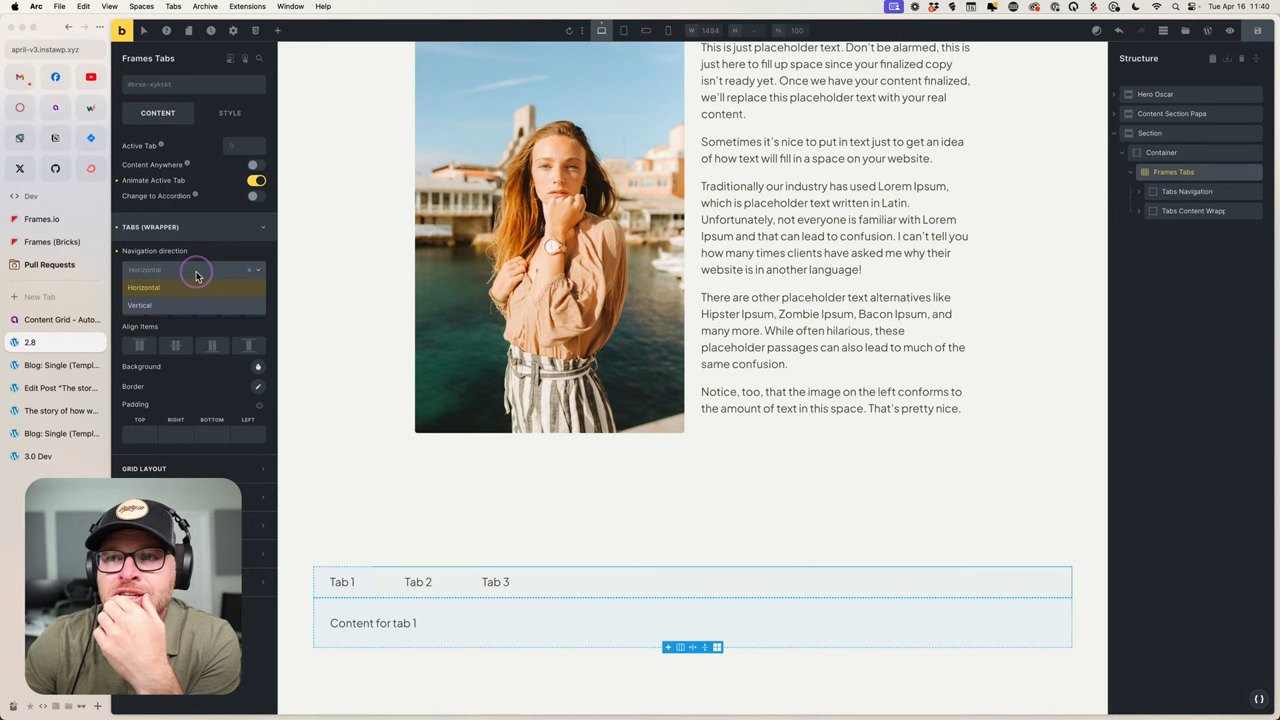 Arc File Edit View Spaces Tabs Archive Extensions Window Help
Tue Apr 16 11:40
april-v3.instawp.xyz
Dev
Frames.io
Frames (Bricks)
Pull Requests
New Tab
Content Grid - Auto...
2.8
Blog: Single (Templ...
Edit Post “The stor...
The story of how w...
Blog: Single (Templ...
3.0 Dev
b
W 1494 H - % 100
Frames Tabs
#brxe-xyktkt
CONTENT STYLE
Active Tab 0
Content Anywhere
Animate Active Tab
Change to Accordion
TABS (WRAPPER)
Navigation direction
Horizontal
Horizontal
Vertical
Align Items
Background
Border
Padding
TOP RIGHT BOTTOM LEFT
GRID LAYOUT
This is just placeholder text. Don’t be alarmed, this is
just here to fill up space since your finalized copy
isn’t ready yet. Once we have your content finalized,
we’ll replace this placeholder text with your real
content.
Sometimes it’s nice to put in text just to get an idea
of how text will fill in a space on your website.
Traditionally our industry has used Lorem Ipsum,
which is placeholder text written in Latin.
Unfortunately, not everyone is familiar with Lorem
Ipsum and that can lead to confusion. I can’t tell you
how many times clients have asked me why their
website is in another language!
There are other placeholder text alternatives like
Hipster Ipsum, Zombie Ipsum, Bacon Ipsum, and
many more. While often hilarious, these
placeholder passages can also lead to much of the
same confusion.
Notice, too, that the image on the left conforms to
the amount of text in this space. That’s pretty nice.
Tab 1 Tab 2 Tab 3
Content for tab 1
Structure
Hero Oscar
Content Section Papa
Section
Container
Frames Tabs
Tabs Navigation
Tabs Content Wrapp